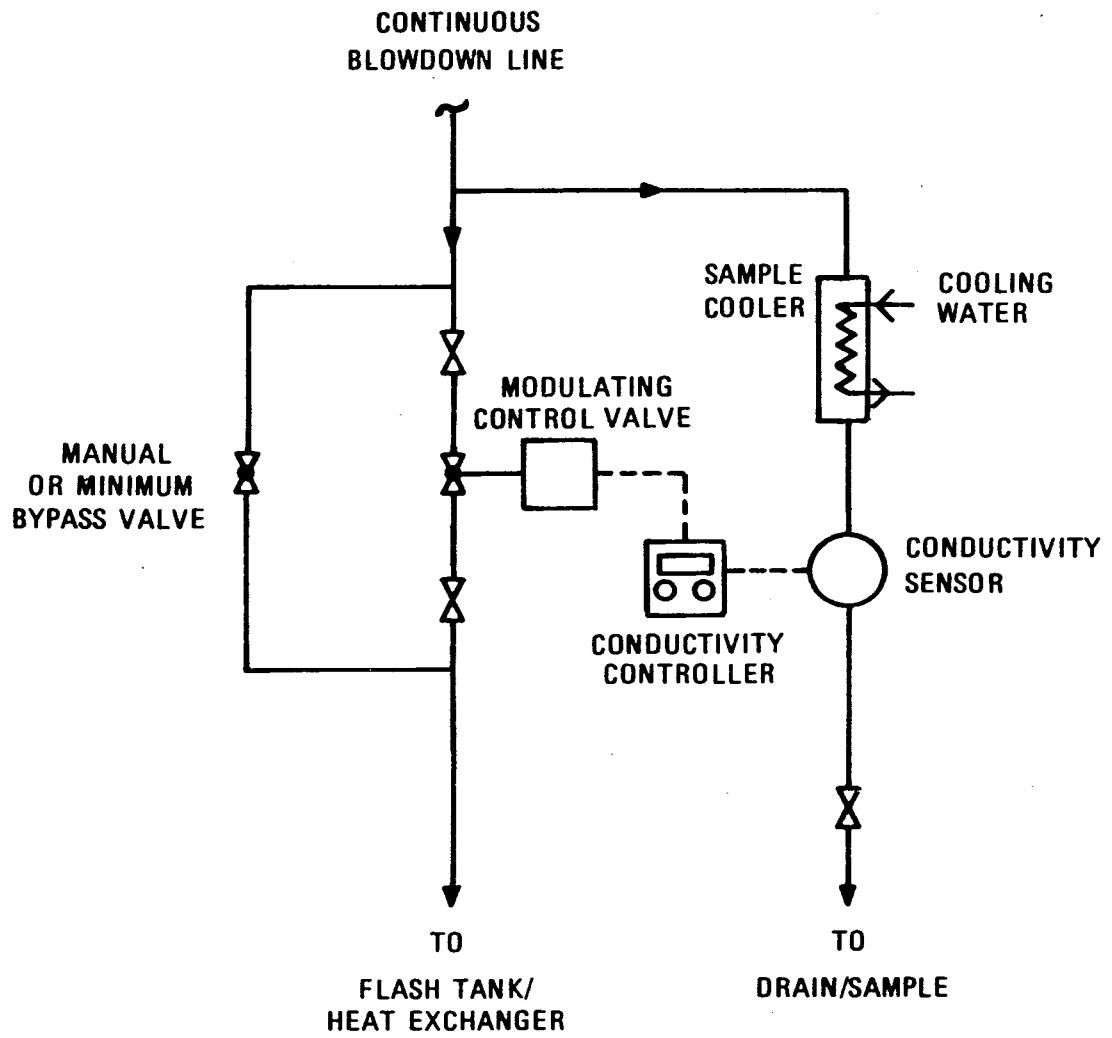 CONTINUOUS
BLOWDOWN LINE
SAMPLE
COOLER
COOLING
WATER
MODULATING
CONTROL VALVE
MANUAL
OR MINIMUM
BYPASS VALVE
CONDUCTIVITY
SENSOR
CONDUCTIVITY
CONTROLLER
TO
FLASH TANK/
HEAT EXCHANGER
TO
DRAIN/SAMPLE